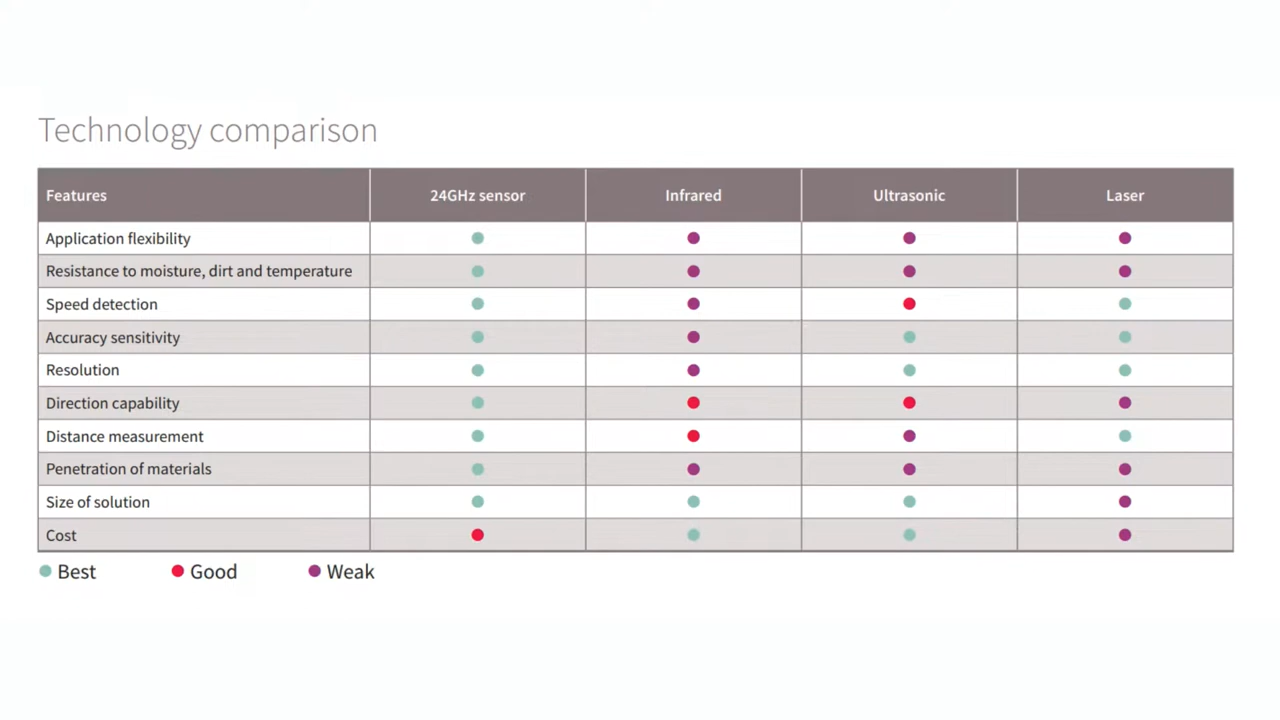 Technology comparison
Features 24GHz sensor Infrared Ultrasonic Laser
Application flexibility
Resistance to moisture, dirt and temperature
Speed detection
Accuracy sensitivity
Resolution
Direction capability
Distance measurement
Penetration of materials
Size of solution
Cost
Best Good Weak